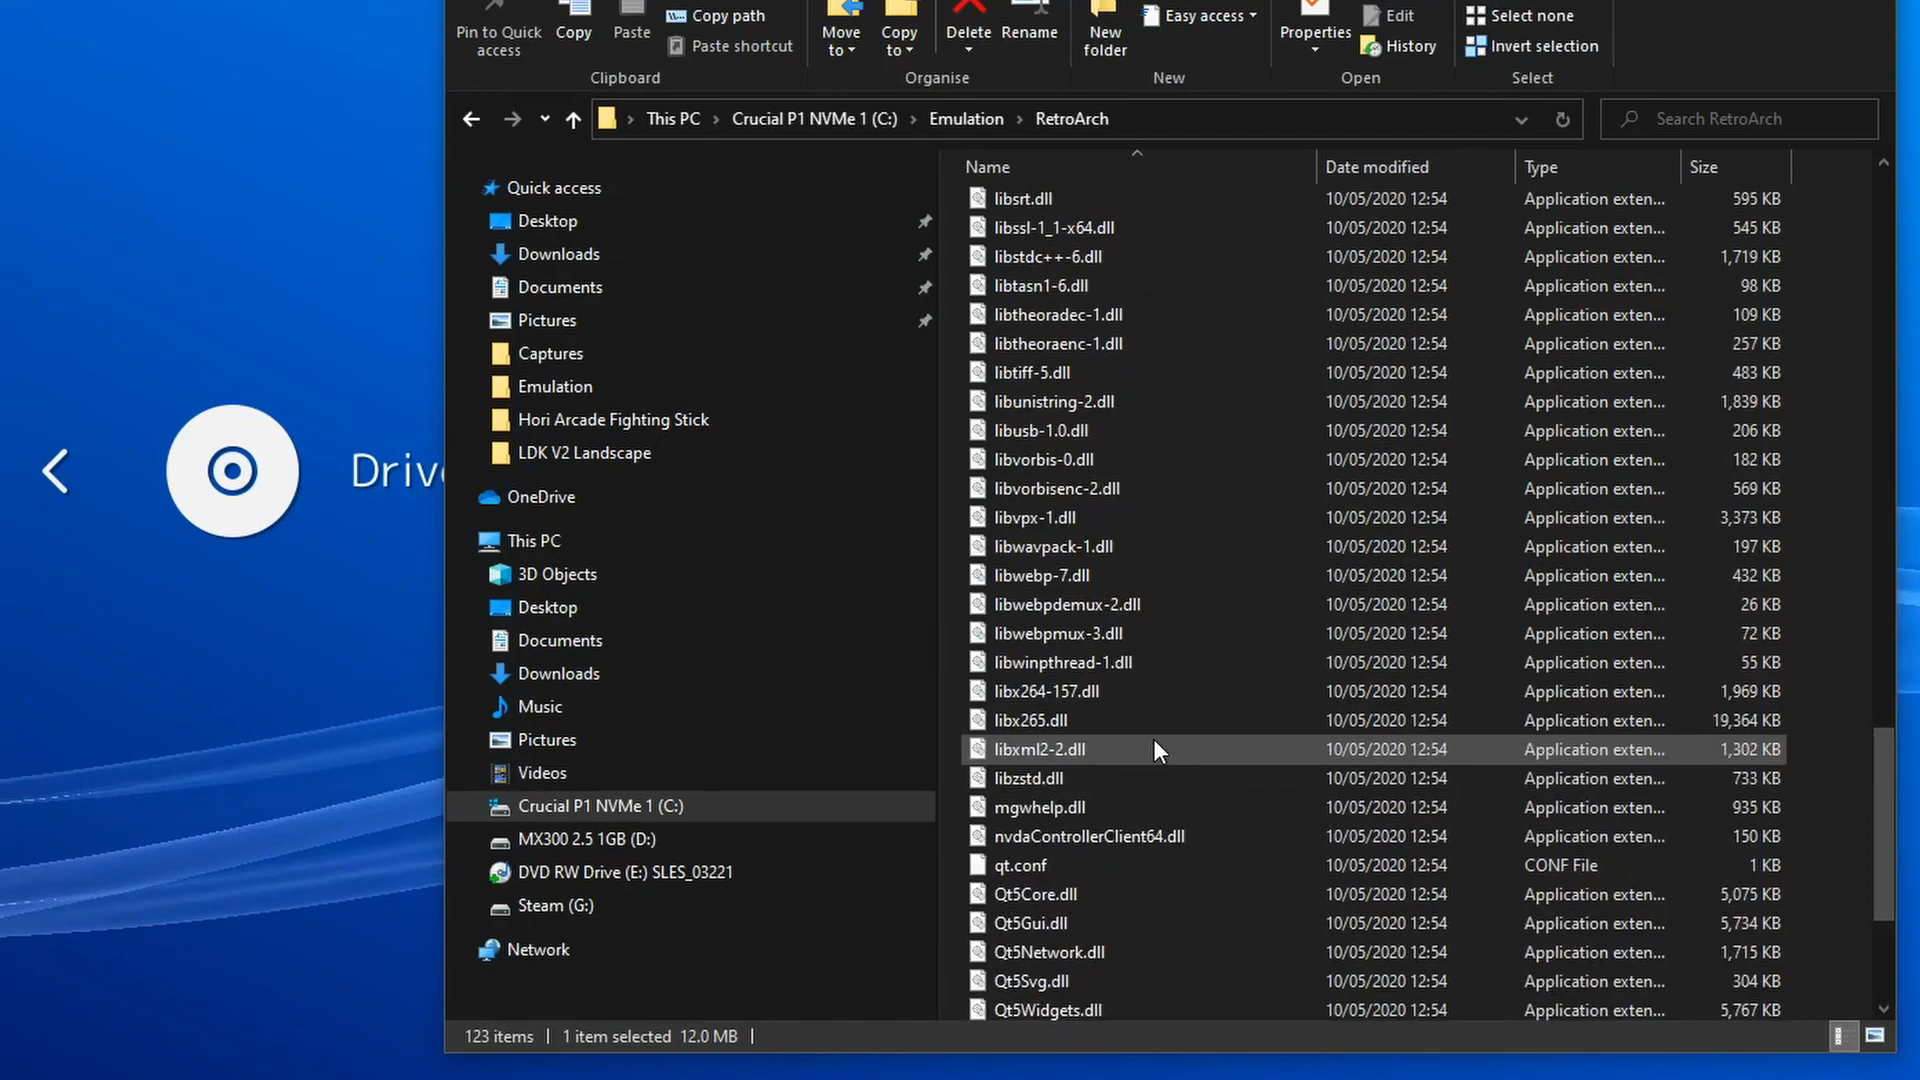 Pin to Quick access
Copy
Paste
Copy path
Paste shortcut
Clipboard
Move to
Copy to
Delete
Rename
Organise
New folder
Easy access
New
Properties
Edit
History
Open
Select none
Invert selection
Select
This PC > Crucial P1 NVMe 1 (C:) > Emulation > RetroArch
Search RetroArch
Drive
Quick access
Desktop
Downloads
Documents
Pictures
Captures
Emulation
Hori Arcade Fighting Stick
LDK V2 Landscape
OneDrive
This PC
3D Objects
Desktop
Documents
Downloads
Music
Pictures
Videos
Crucial P1 NVMe 1 (C:)
MX300 2.5 1GB (D:)
DVD RW Drive (E:) SLES_03221
Steam (G:)
Network
Name Date modified Type Size
libsrt.dll 10/05/2020 12:54 Application exten... 595 KB
libssl-1_1-x64.dll 10/05/2020 12:54 Application exten... 545 KB
libstdc++-6.dll 10/05/2020 12:54 Application exten... 1,719 KB
libtasn1-6.dll 10/05/2020 12:54 Application exten... 98 KB
libtheoradec-1.dll 10/05/2020 12:54 Application exten... 109 KB
libtheoraenc-1.dll 10/05/2020 12:54 Application exten... 257 KB
libtiff-5.dll 10/05/2020 12:54 Application exten... 483 KB
libunistring-2.dll 10/05/2020 12:54 Application exten... 1,839 KB
libusb-1.0.dll 10/05/2020 12:54 Application exten... 206 KB
libvorbis-0.dll 10/05/2020 12:54 Application exten... 182 KB
libvorbisenc-2.dll 10/05/2020 12:54 Application exten... 569 KB
libvpx-1.dll 10/05/2020 12:54 Application exten... 3,373 KB
libwavpack-1.dll 10/05/2020 12:54 Application exten... 197 KB
libwebp-7.dll 10/05/2020 12:54 Application exten... 432 KB
libwebpdemux-2.dll 10/05/2020 12:54 Application exten... 26 KB
libwebpmux-3.dll 10/05/2020 12:54 Application exten... 72 KB
libwinpthread-1.dll 10/05/2020 12:54 Application exten... 55 KB
libx264-157.dll 10/05/2020 12:54 Application exten... 1,969 KB
libx265.dll 10/05/2020 12:54 Application exten... 19,364 KB
libxml2-2.dll 10/05/2020 12:54 Application exten... 1,302 KB
libzstd.dll 10/05/2020 12:54 Application exten... 733 KB
mgwhelp.dll 10/05/2020 12:54 Application exten... 935 KB
nvdaControllerClient64.dll 10/05/2020 12:54 Application exten... 150 KB
qt.conf 10/05/2020 12:54 CONF File 1 KB
Qt5Core.dll 10/05/2020 12:54 Application exten... 5,075 KB
Qt5Gui.dll 10/05/2020 12:54 Application exten... 5,734 KB
Qt5Network.dll 10/05/2020 12:54 Application exten... 1,715 KB
Qt5Svg.dll 10/05/2020 12:54 Application exten... 304 KB
Qt5Widgets.dll 10/05/2020 12:54 Application exten... 5,767 KB
123 items 1 item selected 12.0 MB